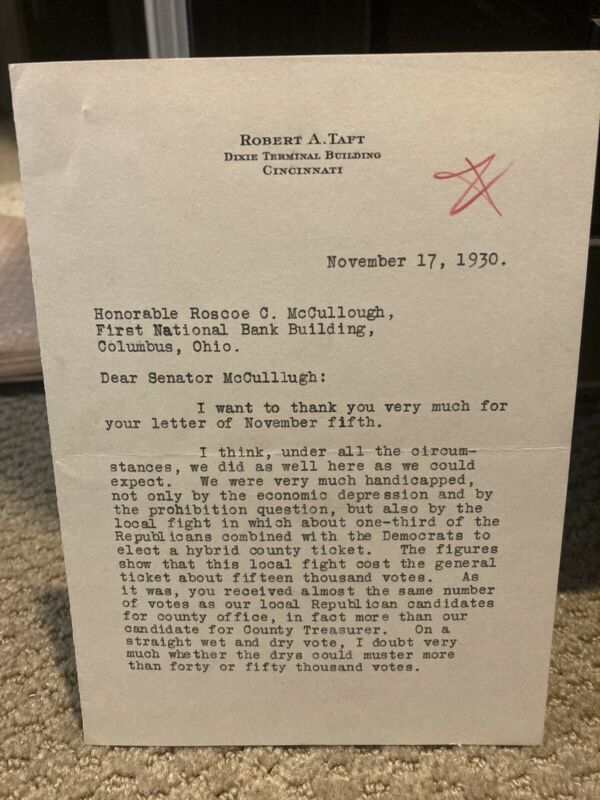 ROBERT A. TAFT
DIXIE TERMINAL BUILDING
CINCINNATI
November 17, 1930.
Honorable Roscoe C. McCullough,
First National Bank Building,
Columbus, Ohio.
Dear Senator McCulllugh:
I want to thank you very much for
your letter of November fifth.
I think, under all the circum-
stances, we did as well here as we could
expect. We were very much handicapped,
not only by the economic depression and by
the prohibition question, but also by the
local fight in which about one-third of the
Republicans combined with the Democrats to
elect a hybrid county ticket. The figures
show that this local fight cost the general
ticket about fifteen thousand votes. As
it was, you received almost the same number
of votes as our local Republican candidates
for county office, in fact more than our
candidate for County Treasurer. On a
straight wet and dry vote, I doubt very
much whether the drys could muster more
than forty or fifty thousand votes.